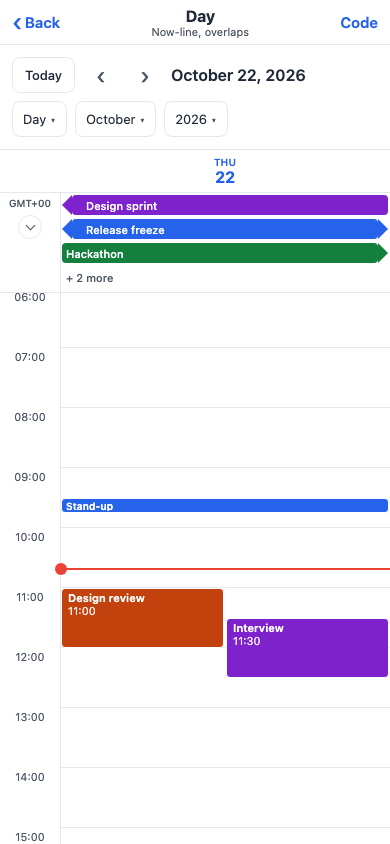 Back
Day
Now-line, overlaps
Code
Today
October 22, 2026
Day
October
2026
THU
22
GMT+00
Design sprint
Release freeze
Hackathon
+ 2 more
06:00
07:00
08:00
09:00
Stand-up
10:00
11:00
Design review
11:00
Interview
11:30
12:00
13:00
14:00
15:00